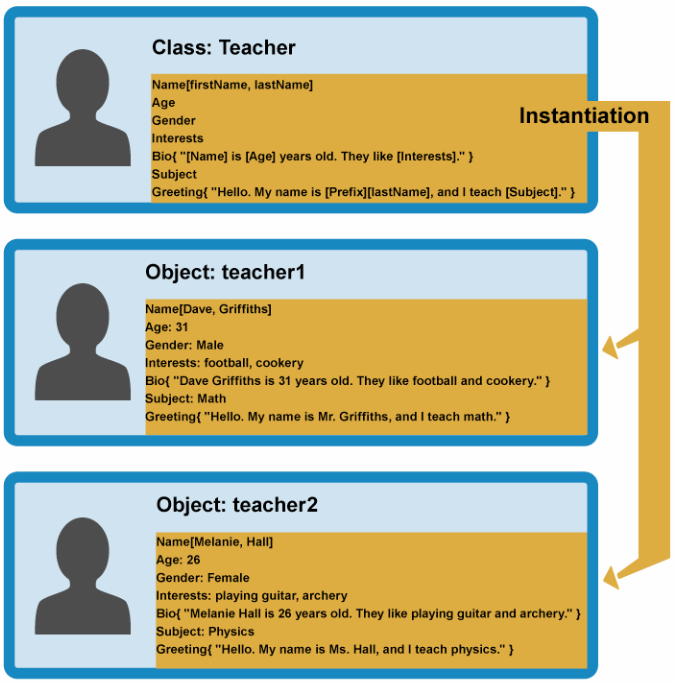 Class: Teacher
Name[firstName, lastName]
Age
Gender
Interests
Bio{ "[Name] is [Age] years old. They like [Interests]." }
Subject
Greeting{ "Hello. My name is [Prefix][lastName], and I teach [Subject]." }
Instantiation
Object: teacher1
Name[Dave, Griffiths]
Age: 31
Gender: Male
Interests: football, cookery
Bio{ "Dave Griffiths is 31 years old. They like football and cookery." }
Subject: Math
Greeting{ "Hello. My name is Mr. Griffiths, and I teach math." }
Object: teacher2
Name[Melanie, Hall]
Age: 26
Gender: Female
Interests: playing guitar, archery
Bio{ "Melanie Hall is 26 years old. They like playing guitar and archery." }
Subject: Physics
Greeting{ "Hello. My name is Ms. Hall, and I teach physics." }